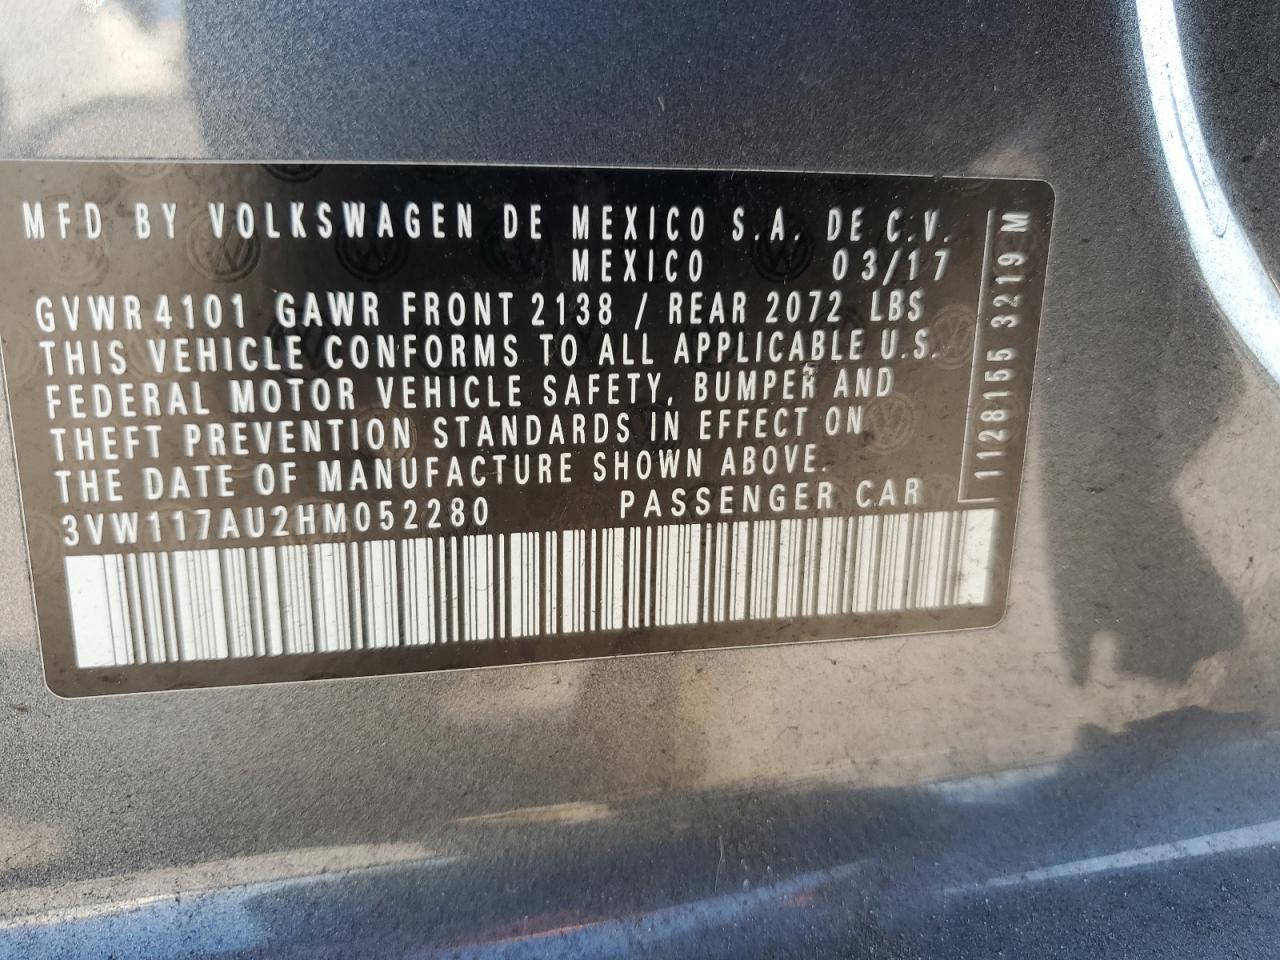 MFD BY VOLKSWAGEN DE MEXICO S.A. DE C.V.
MEXICO 03/17
GVWR 4101 GAWR FRONT 2138 / REAR 2072 LBS
THIS VEHICLE CONFORMS TO ALL APPLICABLE U.S.
FEDERAL MOTOR VEHICLE SAFETY, BUMPER AND
THEFT PREVENTION STANDARDS IN EFFECT ON
THE DATE OF MANUFACTURE SHOWN ABOVE.
3VW117AU2HM052280 PASSENGER CAR
1128155 3219 M